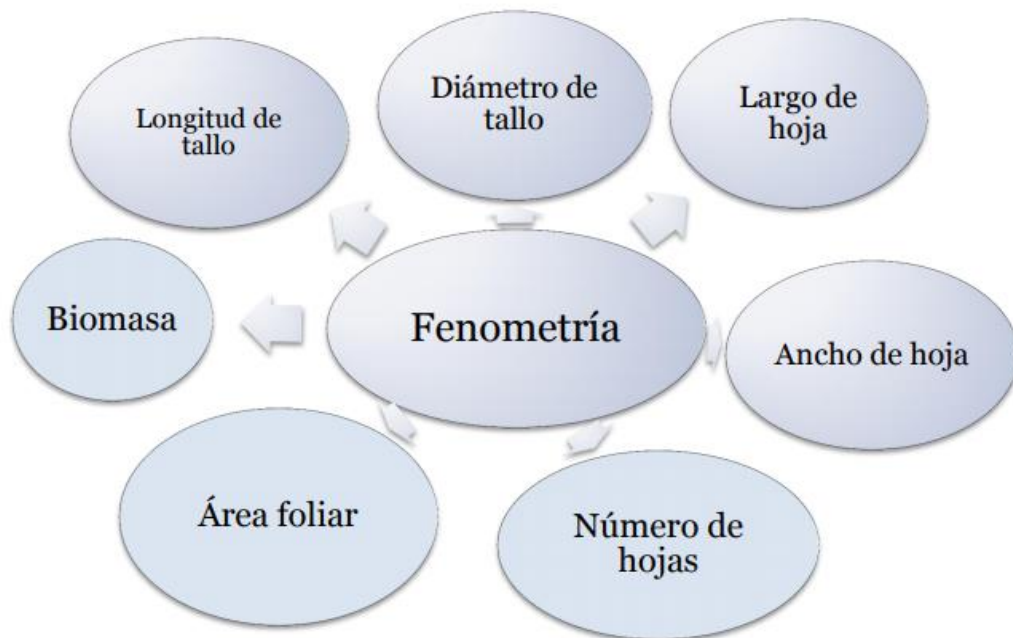 Longitud de
tallo
Diámetro de
tallo
Largo de
hoja
Biomasa
Fenometría
Ancho de hoja
Área foliar
Número de
hojas